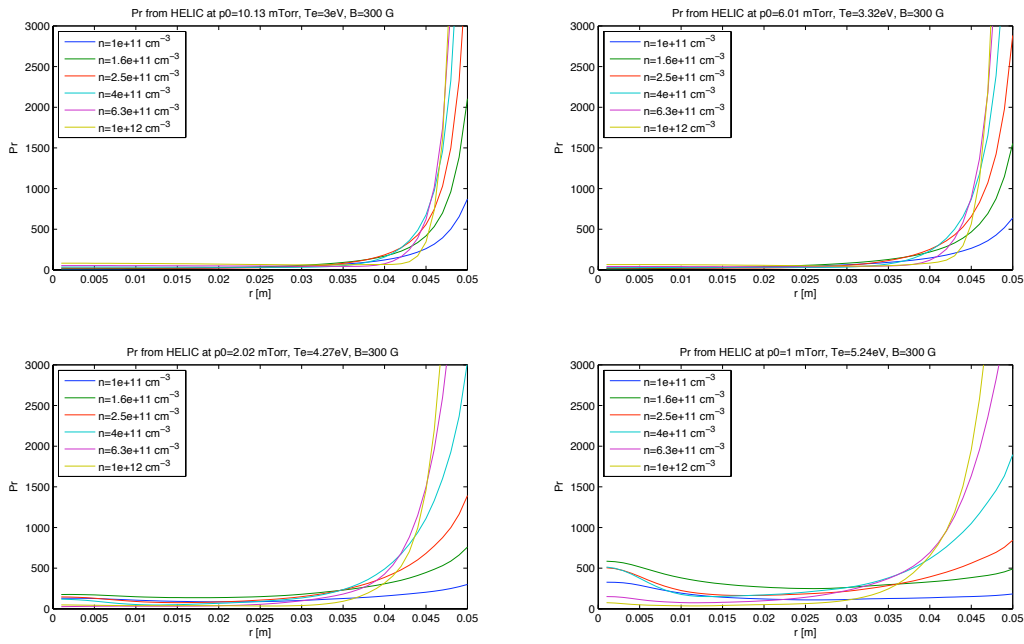 Pr from HELIC at p0=10.13 mTorr, Te=3eV, B=300 G
3000
2500
2000
1500
1000
500
0
Pr
n=1e+11 cm−3
n=1.6e+11 cm−3
n=2.5e+11 cm−3
n=4e+11 cm−3
n=6.3e+11 cm−3
n=1e+12 cm−3
0 0.005 0.01 0.015 0.02 0.025 0.03 0.035 0.04 0.045 0.05
r [m]
Pr from HELIC at p0=6.01 mTorr, Te=3.32eV, B=300 G
3000
2500
2000
1500
1000
500
0
Pr
n=1e+11 cm−3
n=1.6e+11 cm−3
n=2.5e+11 cm−3
n=4e+11 cm−3
n=6.3e+11 cm−3
n=1e+12 cm−3
0 0.005 0.01 0.015 0.02 0.025 0.03 0.035 0.04 0.045 0.05
r [m]
Pr from HELIC at p0=2.02 mTorr, Te=4.27eV, B=300 G
3000
2500
2000
1500
1000
500
0
Pr
n=1e+11 cm−3
n=1.6e+11 cm−3
n=2.5e+11 cm−3
n=4e+11 cm−3
n=6.3e+11 cm−3
n=1e+12 cm−3
0 0.005 0.01 0.015 0.02 0.025 0.03 0.035 0.04 0.045 0.05
r [m]
Pr from HELIC at p0=1 mTorr, Te=5.24eV, B=300 G
3000
2500
2000
1500
1000
500
0
Pr
n=1e+11 cm−3
n=1.6e+11 cm−3
n=2.5e+11 cm−3
n=4e+11 cm−3
n=6.3e+11 cm−3
n=1e+12 cm−3
0 0.005 0.01 0.015 0.02 0.025 0.03 0.035 0.04 0.045 0.05
r [m]